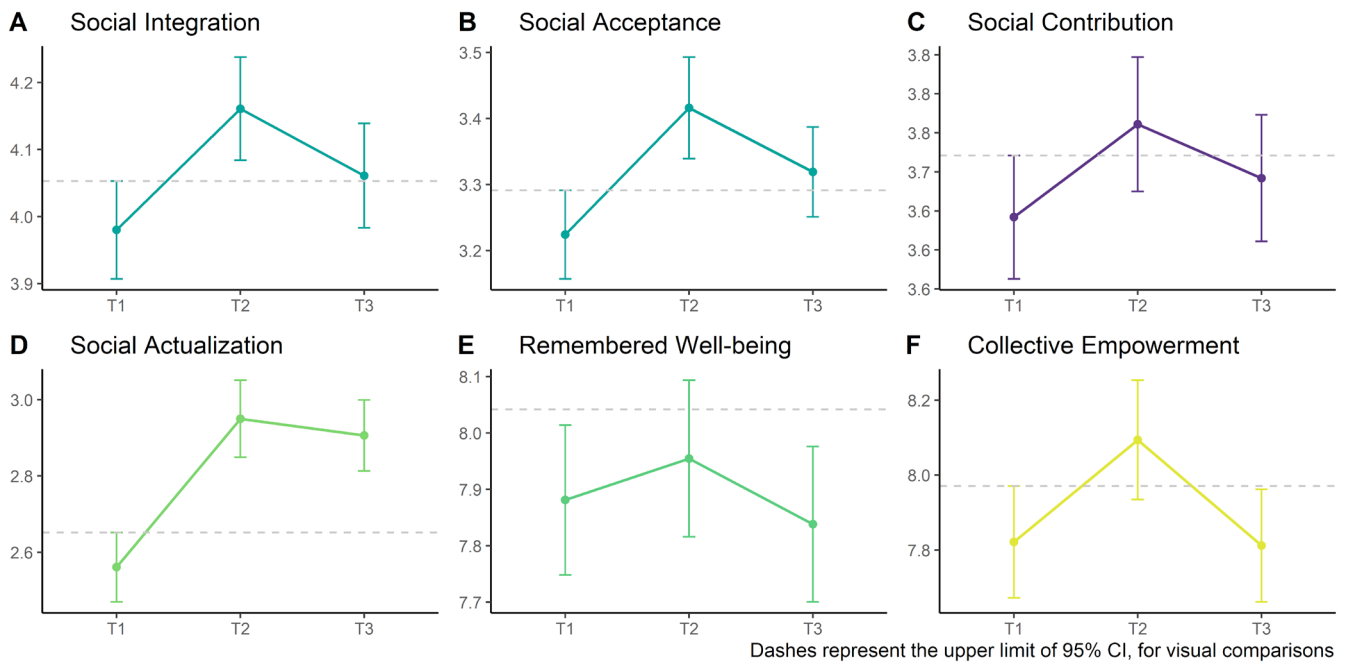 A Social Integration
4.2
4.1
4.0
3.9
T1 T2 T3
B Social Acceptance
3.5
3.4
3.3
3.2
T1 T2 T3
C Social Contribution
3.8
3.8
3.8
3.7
3.6
3.6
3.6
T1 T2 T3
D Social Actualization
3.0
2.8
2.6
T1 T2 T3
E Remembered Well-being
8.1
8.0
7.9
7.8
7.7
T1 T2 T3
F Collective Empowerment
8.2
8.0
7.8
T1 T2 T3
Dashes represent the upper limit of 95% CI, for visual comparisons